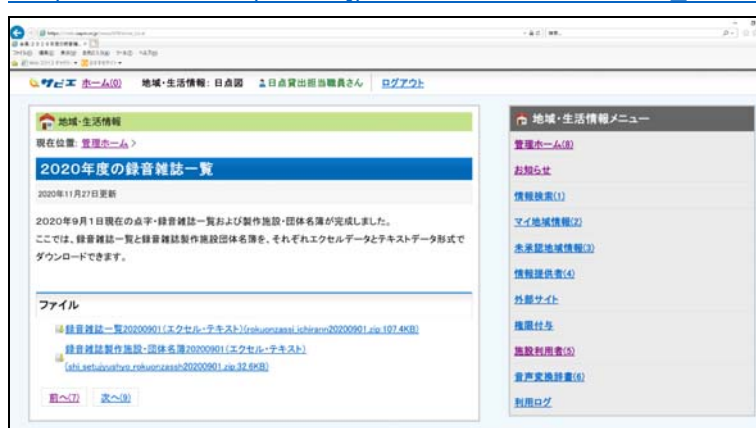 サピエ ホーム(0) 地域・生活情報: 日点図 日点貸出担当職員さん ログアウト
地域・生活情報
現在位置: 管理ホーム >
2020年度の録音雑誌一覧
2020年11月27日更新
2020年9月1日現在の点字・録音雑誌一覧および製作施設・団体名簿が完成しました。
ここでは、録音雑誌一覧と録音雑誌製作施設団体名簿を、それぞれエクセルデータとテキストデータ形式で
ダウンロードできます。
ファイル
録音雑誌一覧20200901(エクセル・テキスト)(rokuonzassi_ichirann20200901.zip 107.4KB)
録音雑誌製作施設・団体名簿20200901(エクセル・テキスト)
(shi_setujyushyo_rokuonzassh20200901.zip 32.6KB)
前へ(7) 次へ(9)
地域・生活情報メニュー
管理ホーム(8)
お知らせ
情報検索(1)
マイ地域情報(2)
未承認地域情報(3)
情報提供者(4)
外部サイト
権限付与
施設利用者(5)
音声変換辞書(6)
利用ログ